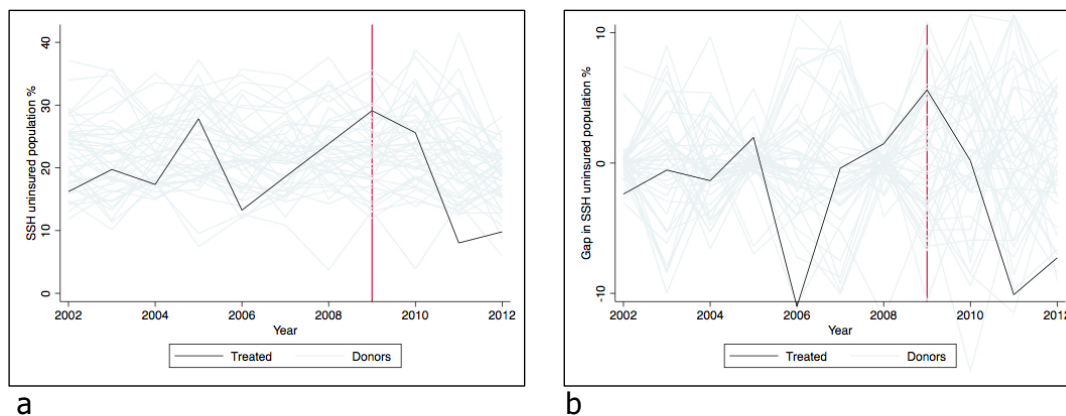 SSH uninsured population %
40
30
20
10
0
2002 2004 2006 2008 2010 2012
Year
Treated Donors
a
Gap in SSH uninsured population %
10
0
-10
2002 2004 2006 2008 2010 2012
Year
Treated Donors
b